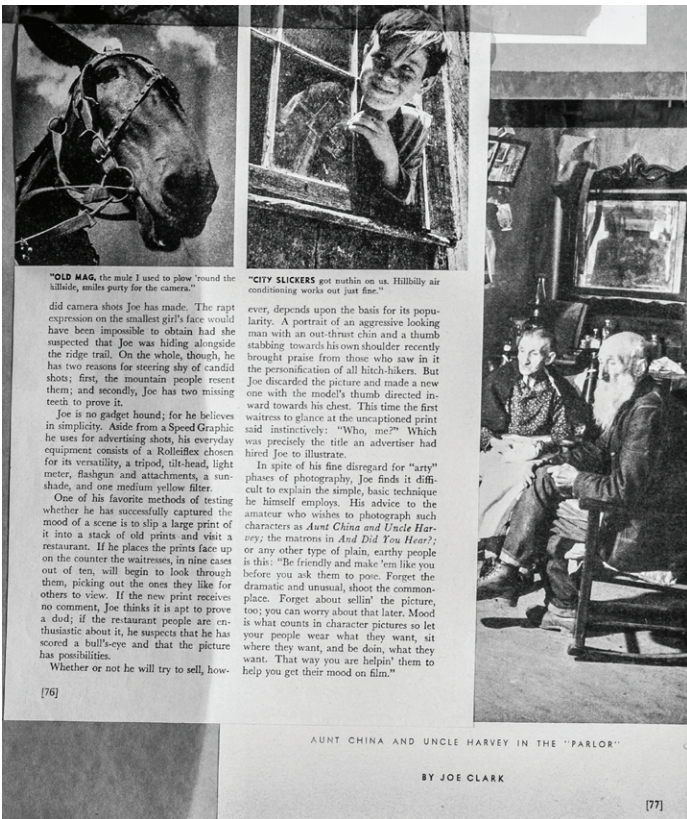 "OLD MAG, the mule I used to plow 'round the
hillside, smiles purty for the camera."
"CITY SLICKERS got nuthin on us. Hillbilly air
conditioning works out just fine."
did camera shots Joe has made. The rapt
expression on the smallest girl's face would
have been impossible to obtain had she
suspected that Joe was hiding alongside
the ridge trail. On the whole, though, he
has two reasons for steering shy of candid
shots; first, the mountain people resent
them; and secondly, Joe has two missing
teeth to prove it.
Joe is no gadget hound; for he believes
in simplicity. Aside from a Speed Graphic
he uses for advertising shots, his everyday
equipment consists of a Rolleiflex chosen
for its versatility, a tripod, tilt-head, light
meter, flashgun and attachments, a sun-
shade, and one medium yellow filter.
One of his favorite methods of testing
whether he has successfully captured the
mood of a scene is to slip a large print of
it into a stack of old prints and visit a
restaurant. If he places the prints face up
on the counter the waitresses, in nine cases
out of ten, will begin to look through
them, picking out the ones they like for
others to view. If the new print receives
no comment, Joe thinks it is apt to prove
a dud; if the restaurant people are en-
thusiastic about it, he suspects that he has
scored a bull's-eye and that the picture
has possibilities.
Whether or not he will try to sell, how-
[76]
ever, depends upon the basis for its popu-
larity. A portrait of an aggressive looking
man with an out-thrust chin and a thumb
stabbing towards his own shoulder recently
brought praise from those who saw in it
the personification of all hitch-hikers. But
Joe discarded the picture and made a new
one with the model's thumb directed in-
ward towards his chest. This time the first
waitress to glance at the uncaptioned print
said instinctively: "Who, me?" Which
was precisely the title an advertiser had
hired Joe to illustrate.
In spite of his fine disregard for "arty"
phases of photography, Joe finds it diffi-
cult to explain the simple, basic technique
he himself employs. His advice to the
amateur who wishes to photograph such
characters as Aunt China and Uncle Har-
vey; the matrons in And Did You Hear?;
or any other type of plain, earthy people
is this: "Be friendly and make 'em like you
before you ask them to pose. Forget the
dramatic and unusual, shoot the common-
place. Forget about sellin' the picture,
too; you can worry about that later. Mood
is what counts in character pictures so let
your people wear what they want, sit
where they want, and be doin, what they
want. That way you are helpin' them to
help you get their mood on film."
AUNT CHINA AND UNCLE HARVEY IN THE "PARLOR"
BY JOE CLARK
[77]